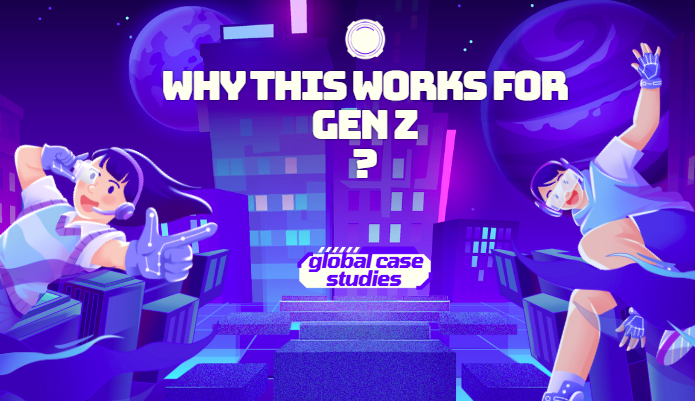 WHY THIS WORKS FOR
GEN Z
?
global case
studies